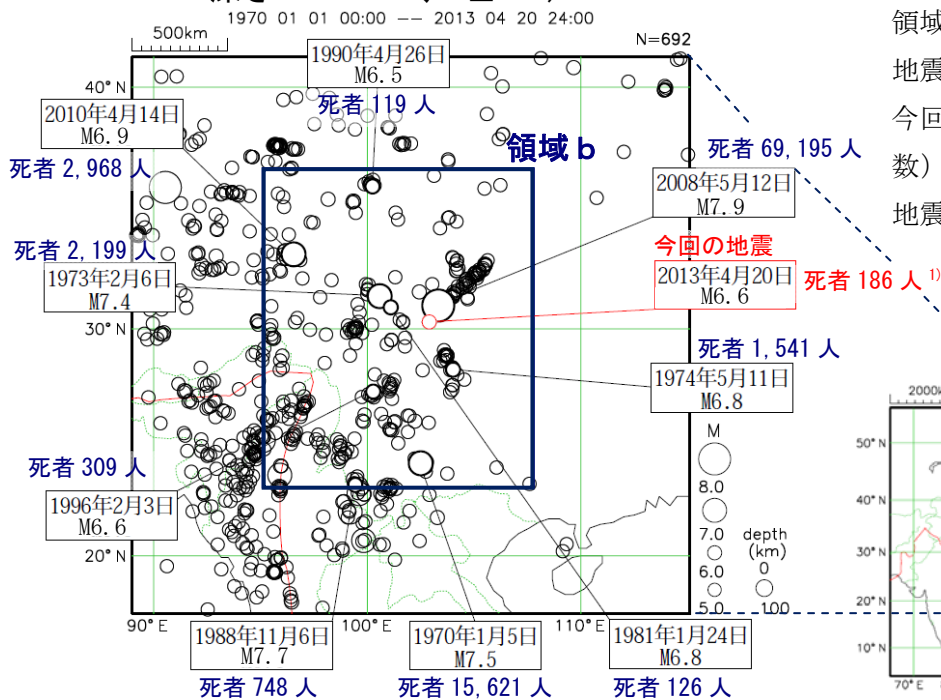 1970 01 01 00:00 -- 2013 04 20 24:00
500km
N=692
領域
地震
今回
数)
地震
1990年4月26日
M6.5
死者 119 人
2010年4月14日
M6.9
死者 2,968 人
領域 b
死者 69,195 人
2008年5月12日
M7.9
死者 2,199 人
1973年2月6日
M7.4
今回の地震
2013年4月20日
M6.6
死者 186 人 1)
死者 1,541 人
1974年5月11日
M6.8
死者 309 人
1996年2月3日
M6.6
1988年11月6日
M7.7
死者 748 人
1970年1月5日
M7.5
死者 15,621 人
1981年1月24日
M6.8
死者 126 人
40° N
30° N
20° N
90° E
100° E
110° E
M
8.0
7.0
6.0
5.0
depth
(km)
0
100
2000k
50° N
40° N
30° N
20° N
10° N
70° E